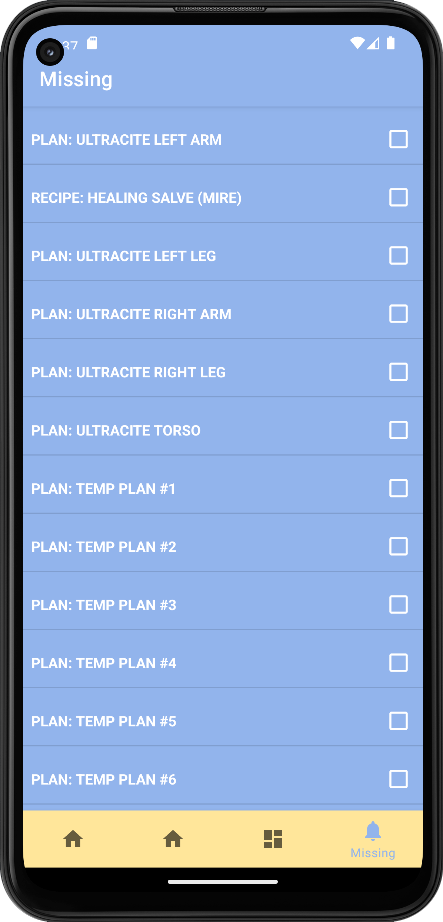 Missing
PLAN: ULTRACITE LEFT ARM
RECIPE: HEALING SALVE (MIRE)
PLAN: ULTRACITE LEFT LEG
PLAN: ULTRACITE RIGHT ARM
PLAN: ULTRACITE RIGHT LEG
PLAN: ULTRACITE TORSO
PLAN: TEMP PLAN #1
PLAN: TEMP PLAN #2
PLAN: TEMP PLAN #3
PLAN: TEMP PLAN #4
PLAN: TEMP PLAN #5
PLAN: TEMP PLAN #6
Missing